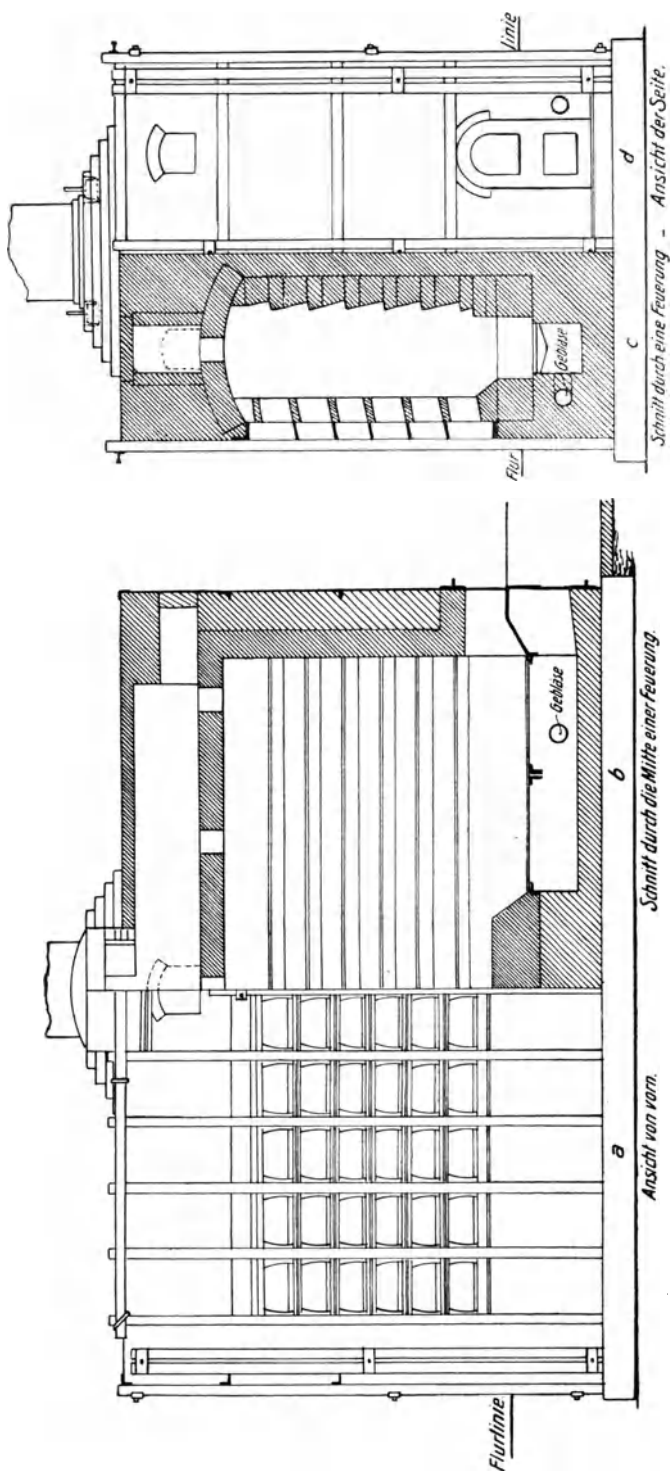 Flurlinie
a
b
Gebläse
Ansicht von vorn.
Schnitt durch die Mitte einer Feuerung.
Flur
linie
c
d
Gebläse
Schnitt durch eine Feuerung - Ansicht der Seite.